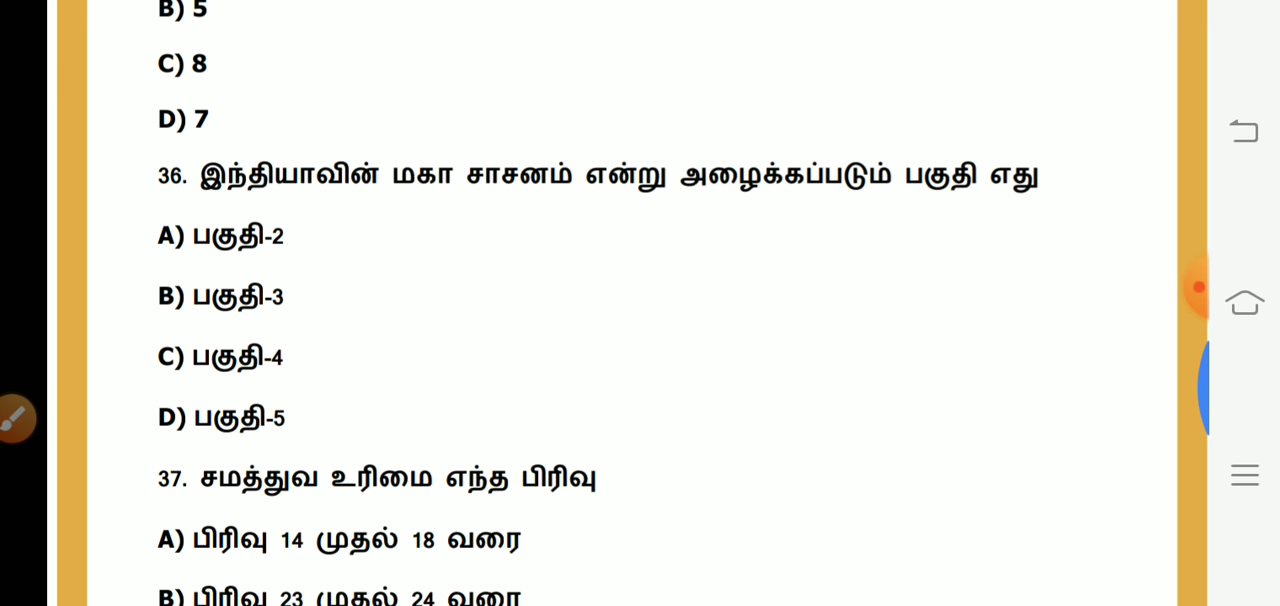 B) 5
C) 8
D) 7
36. இந்தியாவின் மகா சாசனம் என்று அழைக்கப்படும் பகுதி எது
A) பகுதி-2
B) பகுதி-3
C) பகுதி-4
D) பகுதி-5
37. சமத்துவ உரிமை எந்த பிரிவு
A) பிரிவு 14 முதல் 18 வரை
B) பிரிவு 23 முதல் 24 வரை